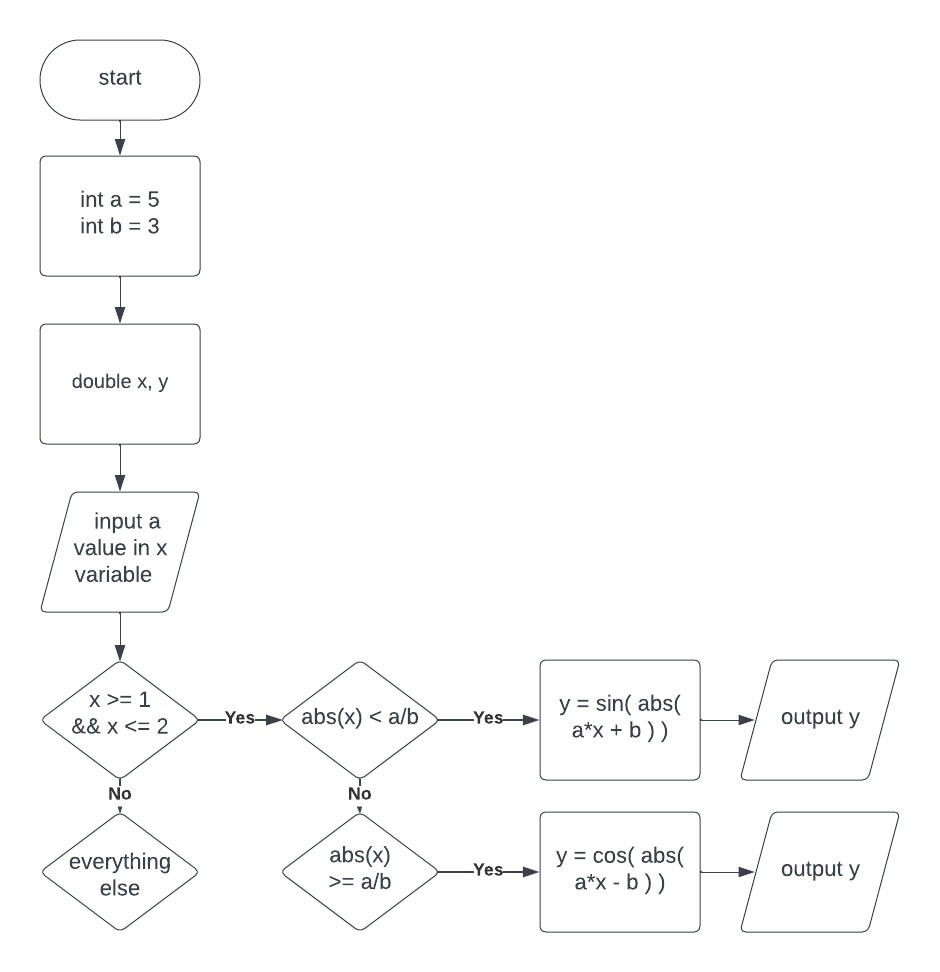 start
int a = 5
int b = 3
double x, y
input a
value in x
variable
x >= 1
&& x <= 2
Yes
abs(x) < a/b
Yes
y = sin( abs(
a*x + b ) )
output y
No
No
everything
else
abs(x)
>= a/b
Yes
y = cos( abs(
a*x - b ) )
output y